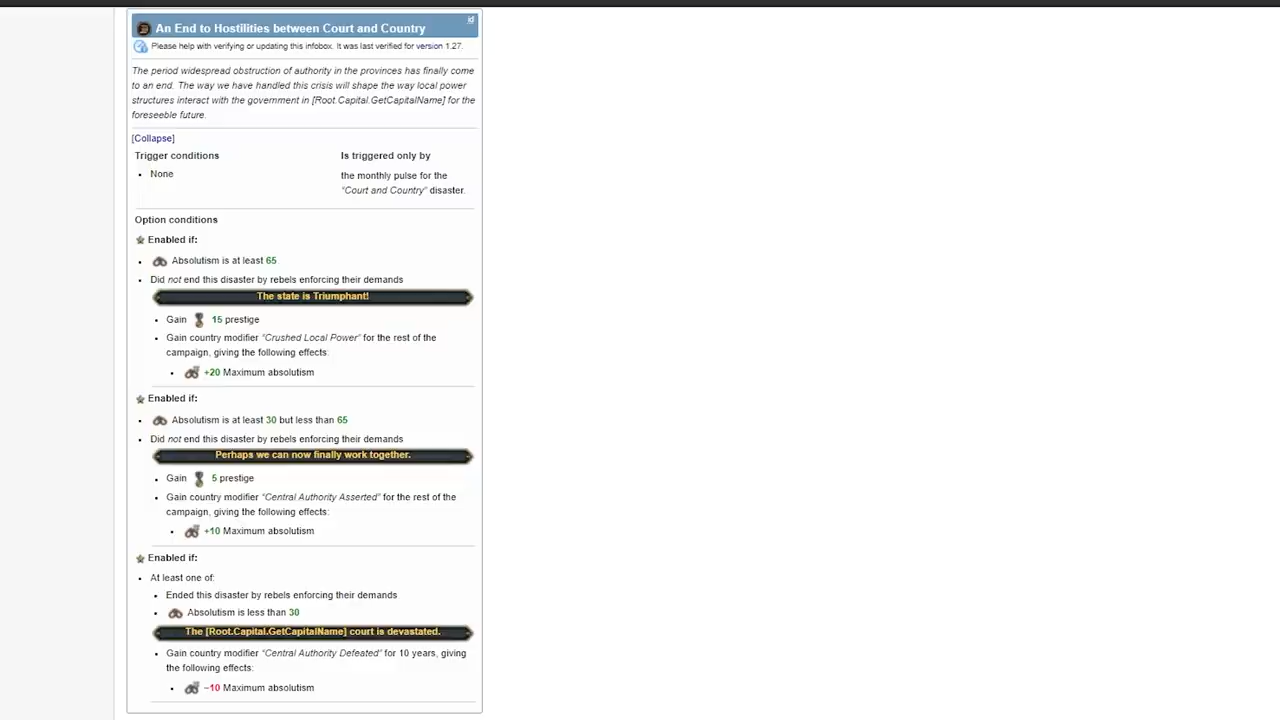 An End to Hostilities between Court and Country
id
Please help with verifying or updating this infobox. It was last verified for version 1.27.
The period widespread obstruction of authority in the provinces has finally come
to an end. The way we have handled this crisis will shape the way local power
structures interact with the government in [Root.Capital.GetCapitalName] for the
foreseeble future.
[Collapse]
Trigger conditions
• None
Is triggered only by
the monthly pulse for the
“Court and Country” disaster.
Option conditions
Enabled if:
• Absolutism is at least 65
• Did not end this disaster by rebels enforcing their demands
The state is Triumphant!
• Gain 15 prestige
• Gain country modifier “Crushed Local Power” for the rest of the
campaign, giving the following effects:
• +20 Maximum absolutism
Enabled if:
• Absolutism is at least 30 but less than 65
• Did not end this disaster by rebels enforcing their demands
Perhaps we can now finally work together.
• Gain 5 prestige
• Gain country modifier “Central Authority Asserted” for the rest of the
campaign, giving the following effects:
• +10 Maximum absolutism
Enabled if:
• At least one of:
• Ended this disaster by rebels enforcing their demands
• Absolutism is less than 30
The [Root.Capital.GetCapitalName] court is devastated.
• Gain country modifier “Central Authority Defeated” for 10 years, giving
the following effects:
• −10 Maximum absolutism